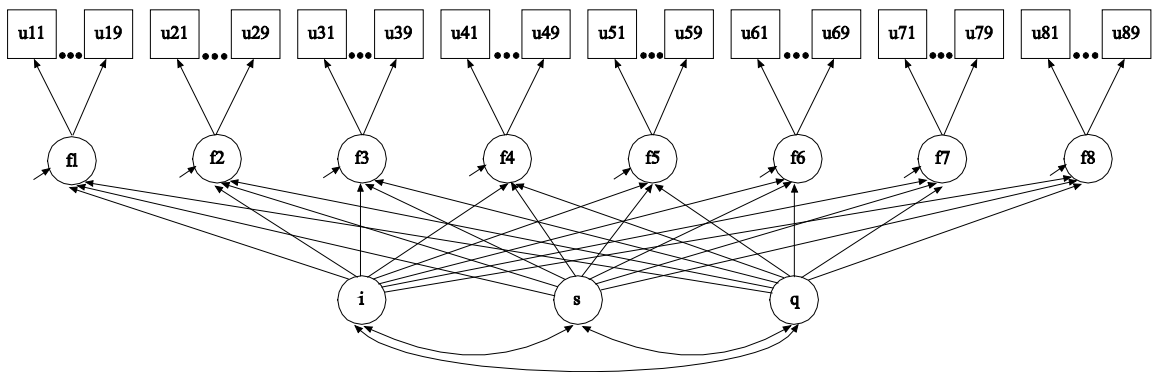 u11 ●●● u19 u21 ●●● u29 u31 ●●● u39 u41 ●●● u49 u51 ●●● u59 u61 ●●● u69 u71 ●●● u79 u81 ●●● u89
f1 f2 f3 f4 f5 f6 f7 f8
i s q